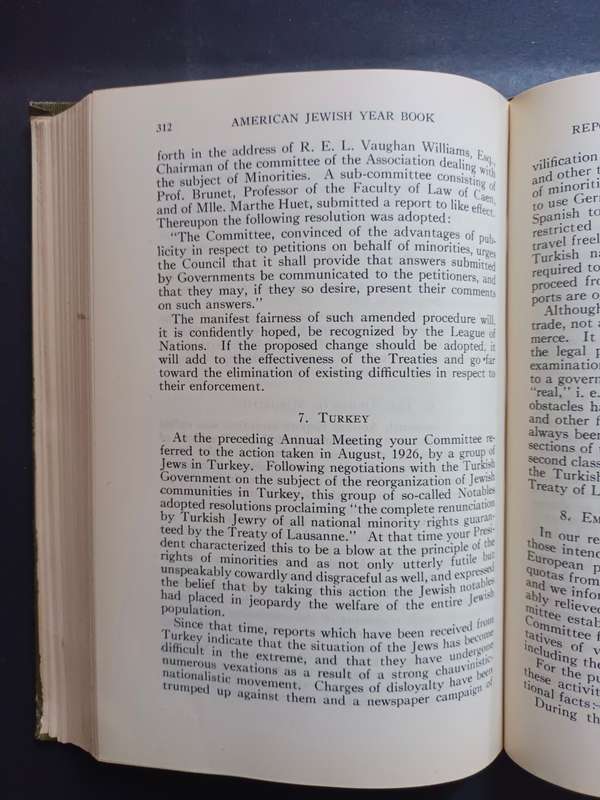 312 AMERICAN JEWISH YEAR BOOK
forth in the address of R. E. L. Vaughan Williams, Esq.,
Chairman of the committee of the Association dealing with
the subject of Minorities. A sub-committee consisting of
Prof. Brunet, Professor of the Faculty of Law of Caen,
and of Mlle. Marthe Huet, submitted a report to like effect.
Thereupon the following resolution was adopted:
"The Committee, convinced of the advantages of pub-
licity in respect to petitions on behalf of minorities, urges
the Council that it shall provide that answers submitted
by Governments be communicated to the petitioners, and
that they may, if they so desire, present their comments
on such answers."
The manifest fairness of such amended procedure will,
it is confidently hoped, be recognized by the League of
Nations. If the proposed change should be adopted, it
will add to the effectiveness of the Treaties and go far
toward the elimination of existing difficulties in respect to
their enforcement.
7. TURKEY
At the preceding Annual Meeting your Committee re-
ferred to the action taken in August, 1926, by a group of
Jews in Turkey. Following negotiations with the Turkish
Government on the subject of the reorganization of Jewish
communities in Turkey, this group of so-called Notables
adopted resolutions proclaiming "the complete renunciation
by Turkish Jewry of all national minority rights guaran-
teed by the Treaty of Lausanne." At that time your Presi-
dent characterized this to be a blow at the principle of the
rights of minorities and as not only utterly futile but
unspeakably cowardly and disgraceful as well, and expressed
the belief that by taking this action the Jewish notables
had placed in jeopardy the welfare of the entire Jewish
population.
Since that time, reports which have been received from
Turkey indicate that the situation of the Jews has become
difficult in the extreme, and that they have undergone
numerous vexations as a result of a strong chauvinistic-
nationalistic movement. Charges of disloyalty have been
trumped up against them and a newspaper campaign of
REPO
vilification
and other
of minoriti
to use Ger
Spanish to
restricted
travel freel
Turkish na
required to
proceed fro
ports are o
Although
trade, not a
merce. It
the legal p
examination
to a govern
"real," i. e.
obstacles ha
and other f
always been
sections of
second class
the Turkish
Treaty of L
8. EM
In our re
those intend
European p
quotas from
and we infor
ably relieved
mittee estab
Committee f
tatives of v
including the
For the pu
these activit
tional facts:—
During th